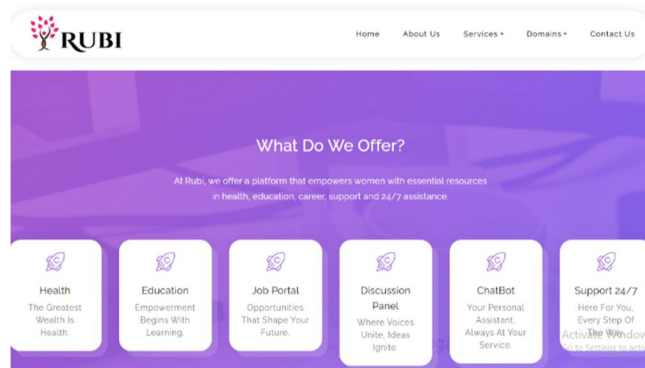 RUBI
Home About Us Services Domains Contact Us
What Do We Offer?
At Rubi, we offer a platform that empowers women with essential resources
in health, education, career, support and 24/7 assistance.
Health
The Greatest
Wealth Is
Health.
Education
Empowerment
Begins With
Learning.
Job Portal
Opportunities
That Shape Your
Future.
Discussion
Panel
Where Voices
Unite, Ideas
Ignite.
ChatBot
Your Personal
Assistant,
Always At Your
Service.
Support 24/7
Here For You,
Every Step Of
The Way.
Activate Window
Go to Settings to activ